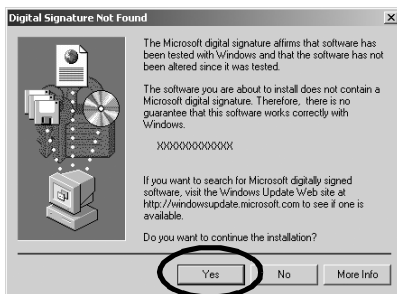 Digital Signature Not Found
The Microsoft digital signature affirms that software has
been tested with Windows and that the software has not
been altered since it was tested.
The software you are about to install does not contain a
Microsoft digital signature. Therefore, there is no
guarantee that this software works correctly with
Windows.
XXXXXXXXXXXXX
If you want to search for Microsoft digitally signed
software, visit the Windows Update Web site at
http://windowsupdate.microsoft.com to see if one is
available.
Do you want to continue the installation?
Yes No More Info